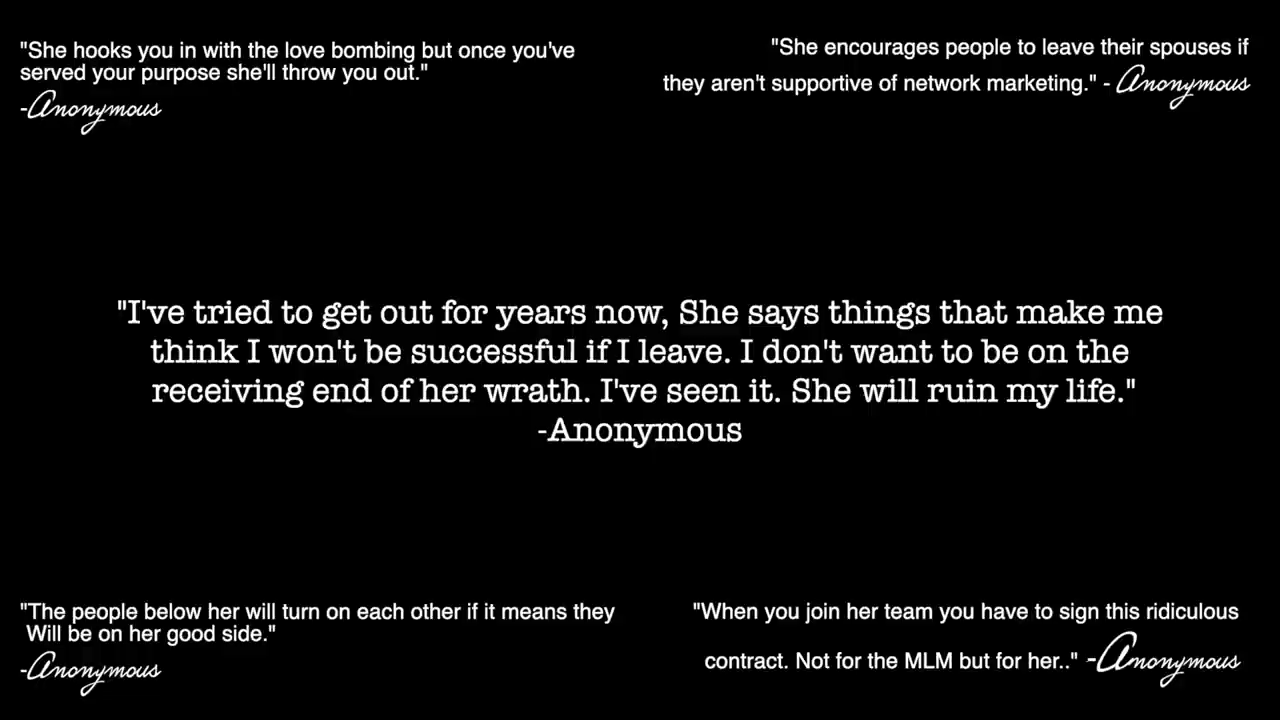 "She hooks you in with the love bombing but once you've
served your purpose she'll throw you out."
-Anonymous
"She encourages people to leave their spouses if
they aren't supportive of network marketing." - Anonymous
"I've tried to get out for years now, She says things that make me
think I won't be successful if I leave. I don't want to be on the
receiving end of her wrath. I've seen it. She will ruin my life."
-Anonymous
"The people below her will turn on each other if it means they
Will be on her good side."
-Anonymous
"When you join her team you have to sign this ridiculous
contract. Not for the MLM but for her.." -Anonymous